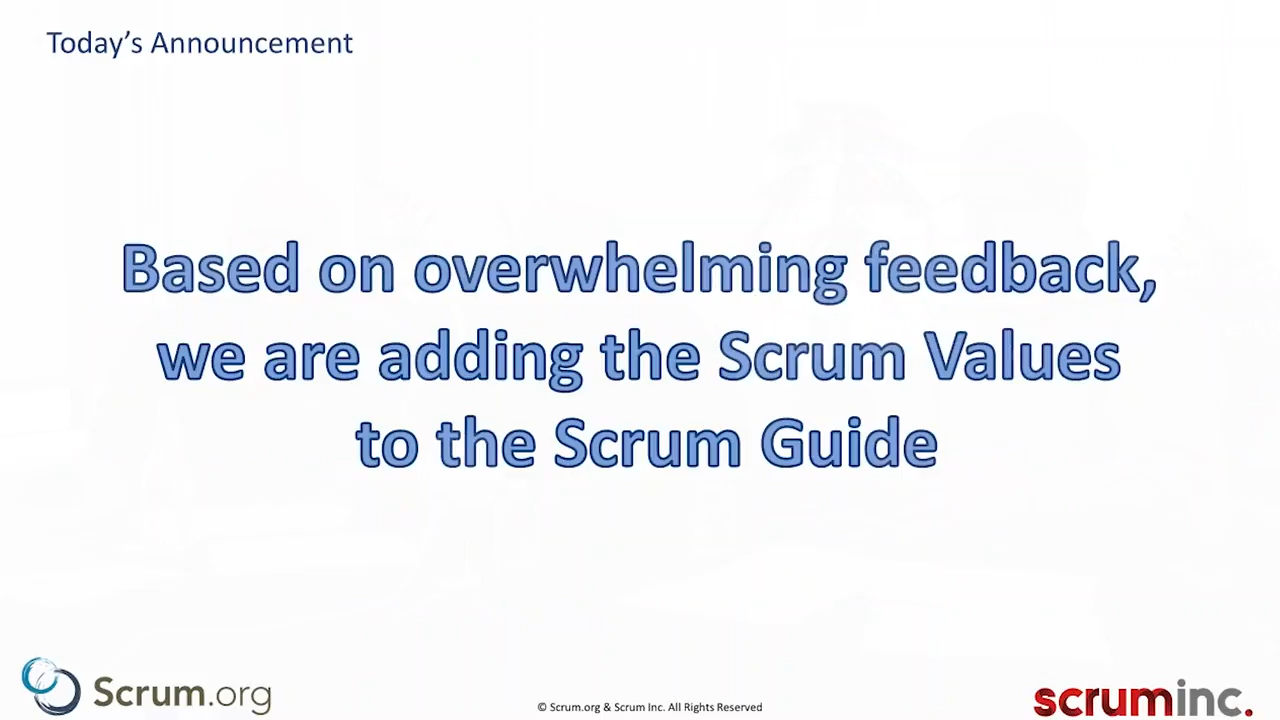 Today's Announcement
Based on overwhelming feedback,
we are adding the Scrum Values
to the Scrum Guide
Scrum.org
© Scrum.org & Scrum Inc. All Rights Reserved
scruminc.